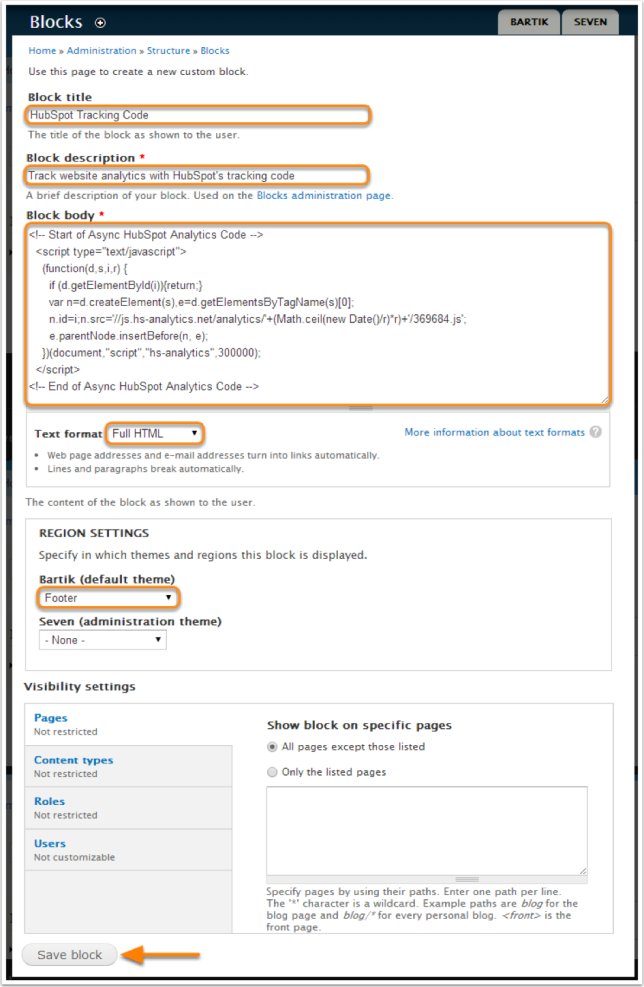 Blocks
BARTIK
SEVEN
Home » Administration » Structure » Blocks
Use this page to create a new custom block.
Block title
HubSpot Tracking Code
The title of the block as shown to the user.
Block description *
Track website analytics with HubSpot's tracking code
A brief description of your block. Used on the Blocks administration page.
Block body *
<!-- Start of Async HubSpot Analytics Code -->
<script type="text/javascript">
(function(d,s,i,r) {
if (d.getElementById(i)){return;}
var n=d.createElement(s),e=d.getElementsByTagName(s)[0];
n.id=i;n.src='//js.hs-analytics.net/analytics/'+(Math.ceil(new Date()/r)*r)+'/369684.js';
e.parentNode.insertBefore(n, e);
})(document,"script","hs-analytics",300000);
</script>
<!-- End of Async HubSpot Analytics Code -->
Text format Full HTML
More information about text formats ?
Web page addresses and e-mail addresses turn into links automatically.
Lines and paragraphs break automatically.
The content of the block as shown to the user.
REGION SETTINGS
Specify in which themes and regions this block is displayed.
Bartik (default theme)
Footer
Seven (administration theme)
- None -
Visibility settings
Pages
Not restricted
Content types
Not restricted
Roles
Not restricted
Users
Not customizable
Show block on specific pages
All pages except those listed
Only the listed pages
Specify pages by using their paths. Enter one path per line.
The '*' character is a wildcard. Example paths are blog for the
blog page and blog/* for every personal blog. <front> is the
front page.
Save block